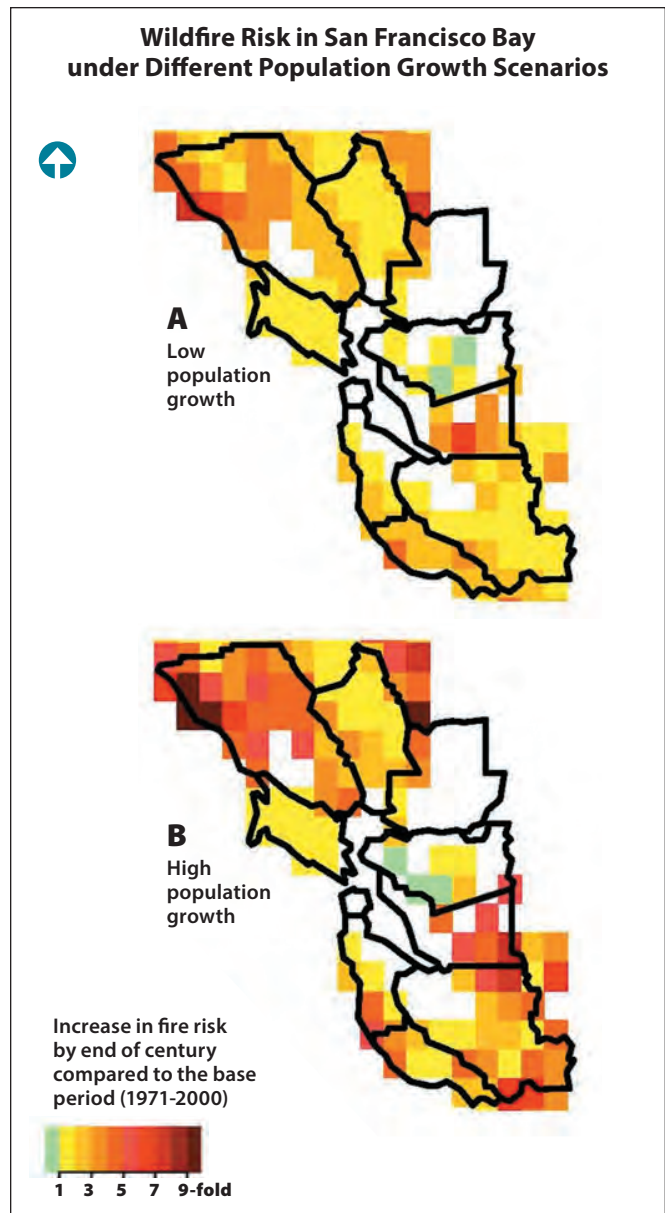 Wildfire Risk in San Francisco Bay
under Different Population Growth Scenarios
A
Low
population
growth
B
High
population
growth
Increase in fire risk
by end of century
compared to the base
period (1971-2000)
1 3 5 7 9-fold